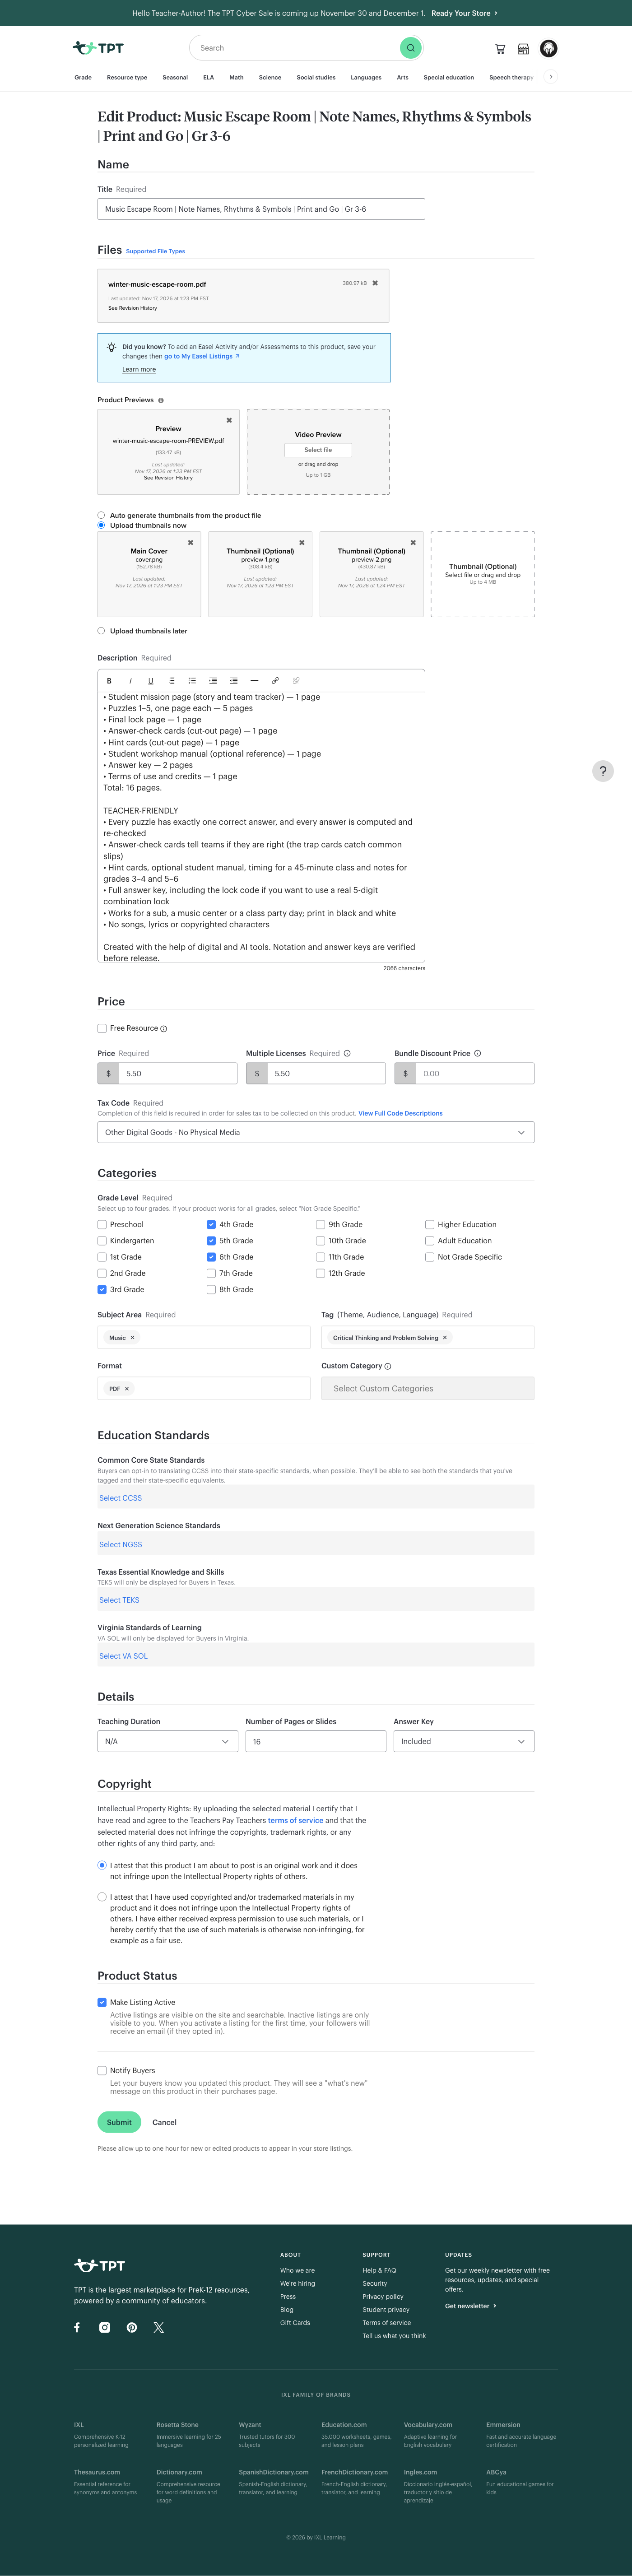 Hello Teacher-Author! The TPT Cyber Sale is coming up November 30 and December 1. Ready Your Store
TPT
Search
Grade Resource type Seasonal ELA Math Science Social studies Languages Arts Special education Speech therapy
Edit Product: Music Escape Room | Note Names, Rhythms & Symbols
| Print and Go | Gr 3-6
Name
Title Required
Music Escape Room | Note Names, Rhythms & Symbols | Print and Go | Gr 3-6
Files Supported File Types
winter-music-escape-room.pdf
380.97 kB
Last updated: Nov 17, 2026 at 1:23 PM EST
See Revision History
Did you know? To add an Easel Activity and/or Assessments to this product, save your
changes then go to My Easel Listings
Learn more
Product Previews
Preview
winter-music-escape-room-PREVIEW.pdf
(133.47 kB)
Last updated:
Nov 17, 2026 at 1:23 PM EST
See Revision History
Video Preview
Select file
or drag and drop
Up to 1 GB
Auto generate thumbnails from the product file
Upload thumbnails now
Main Cover
cover.png
(152.78 kB)
Last updated:
Nov 17, 2026 at 1:23 PM EST
Thumbnail (Optional)
preview-1.png
(308.4 kB)
Last updated:
Nov 17, 2026 at 1:23 PM EST
Thumbnail (Optional)
preview-2.png
(430.87 kB)
Last updated:
Nov 17, 2026 at 1:24 PM EST
Thumbnail (Optional)
Select file or drag and drop
Up to 4 MB
Upload thumbnails later
Description Required
B I U
• Student mission page (story and team tracker) — 1 page
• Puzzles 1–5, one page each — 5 pages
• Final lock page — 1 page
• Answer-check cards (cut-out page) — 1 page
• Hint cards (cut-out page) — 1 page
• Student workshop manual (optional reference) — 1 page
• Answer key — 2 pages
• Terms of use and credits — 1 page
Total: 16 pages.
TEACHER-FRIENDLY
• Every puzzle has exactly one correct answer, and every answer is computed and
re-checked
• Answer-check cards tell teams if they are right (the trap cards catch common
slips)
• Hint cards, optional student manual, timing for a 45-minute class and notes for
grades 3–4 and 5–6
• Full answer key, including the lock code if you want to use a real 5-digit
combination lock
• Works for a sub, a music center or a class party day; print in black and white
• No songs, lyrics or copyrighted characters
Created with the help of digital and AI tools. Notation and answer keys are verified
before release.
2066 characters
?
Price
Free Resource
Price Required
$ 5.50
Multiple Licenses Required
$ 5.50
Bundle Discount Price
$ 0.00
Tax Code Required
Completion of this field is required in order for sales tax to be collected on this product. View Full Code Descriptions
Other Digital Goods - No Physical Media
Categories
Grade Level Required
Select up to four grades. If your product works for all grades, select "Not Grade Specific."
Preschool 4th Grade 9th Grade Higher Education
Kindergarten 5th Grade 10th Grade Adult Education
1st Grade 6th Grade 11th Grade Not Grade Specific
2nd Grade 7th Grade 12th Grade
3rd Grade 8th Grade
Subject Area Required
Music
Tag (Theme, Audience, Language) Required
Critical Thinking and Problem Solving
Format
PDF
Custom Category
Select Custom Categories
Education Standards
Common Core State Standards
Buyers can opt-in to translating CCSS into their state-specific standards, when possible. They'll be able to see both the standards that you've
tagged and their state-specific equivalents.
Select CCSS
Next Generation Science Standards
Select NGSS
Texas Essential Knowledge and Skills
TEKS will only be displayed for Buyers in Texas.
Select TEKS
Virginia Standards of Learning
VA SOL will only be displayed for Buyers in Virginia.
Select VA SOL
Details
Teaching Duration
N/A
Number of Pages or Slides
16
Answer Key
Included
Copyright
Intellectual Property Rights: By uploading the selected material I certify that I
have read and agree to the Teachers Pay Teachers terms of service and that the
selected material does not infringe the copyrights, trademark rights, or any
other rights of any third party, and:
I attest that this product I am about to post is an original work and it does
not infringe upon the Intellectual Property rights of others.
I attest that I have used copyrighted and/or trademarked materials in my
product and it does not infringe upon the Intellectual Property rights of
others. I have either received express permission to use such materials, or I
hereby certify that the use of such materials is otherwise non-infringing, for
example as a fair use.
Product Status
Make Listing Active
Active listings are visible on the site and searchable. Inactive listings are only
visible to you. When you activate a listing for the first time, your followers will
receive an email (if they opted in).
Notify Buyers
Let your buyers know you updated this product. They will see a "what's new"
message on this product in their purchases page.
Submit Cancel
Please allow up to one hour for new or edited products to appear in your store listings.
TPT
TPT is the largest marketplace for PreK-12 resources,
powered by a community of educators.
ABOUT
Who we are
We're hiring
Press
Blog
Gift Cards
SUPPORT
Help & FAQ
Security
Privacy policy
Student privacy
Terms of service
Tell us what you think
UPDATES
Get our weekly newsletter with free
resources, updates, and special
offers.
Get newsletter
IXL FAMILY OF BRANDS
IXL
Comprehensive K-12
personalized learning
Rosetta Stone
Immersive learning for 25
languages
Wyzant
Trusted tutors for 300
subjects
Education.com
35,000 worksheets, games,
and lesson plans
Vocabulary.com
Adaptive learning for
English vocabulary
Emmersion
Fast and accurate language
certification
Thesaurus.com
Essential reference for
synonyms and antonyms
Dictionary.com
Comprehensive resource
for word definitions and
usage
SpanishDictionary.com
Spanish-English dictionary,
translator, and learning
FrenchDictionary.com
French-English dictionary,
translator, and learning
Ingles.com
Diccionario inglés-español,
traductor y sitio de
aprendizaje
ABCya
Fun educational games for
kids
© 2026 by IXL Learning